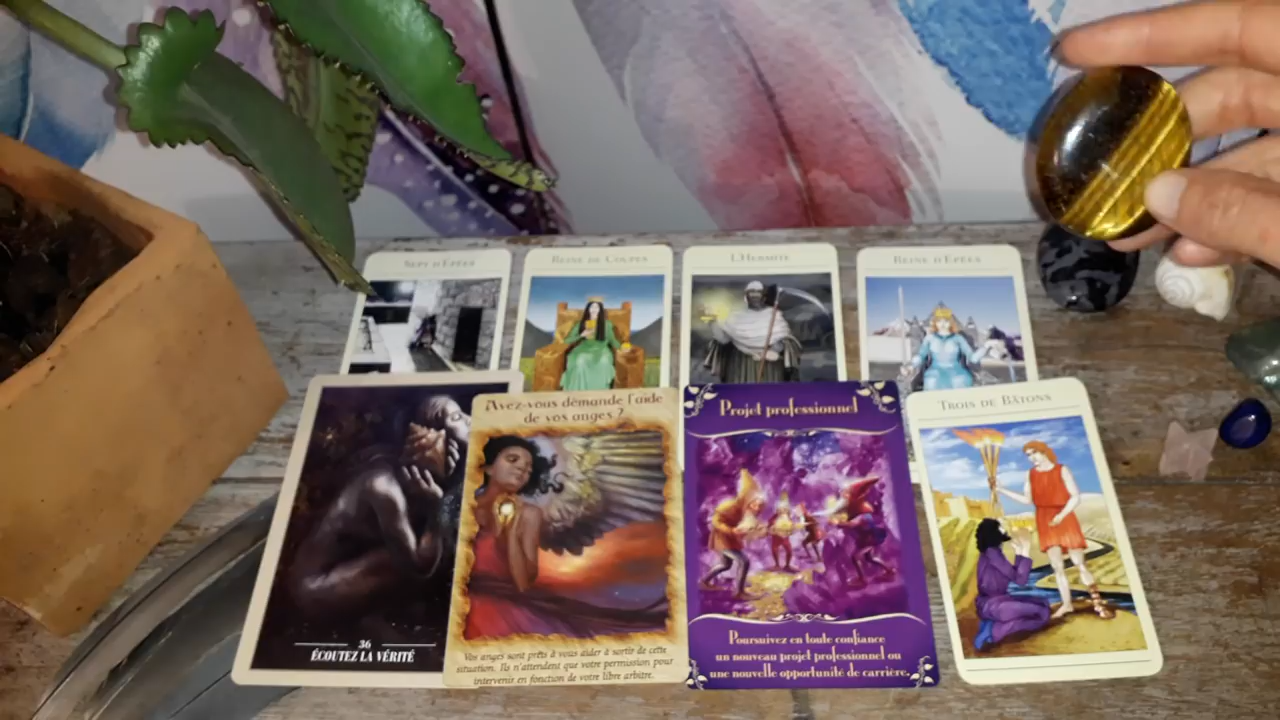 SEPT D'ÉPÉES
REINE DE COUPES
L'HERMITE
REINE D'EPÉES
36
ÉCOUTEZ LA VÉRITÉ
Avez-vous demandé l'aide
de vos anges ?
Vos anges sont prêts à vous aider à sortir de cette
situation. Ils n'attendent que votre permission pour
intervenir en fonction de votre libre arbitre.
Projet professionnel
Poursuivez en toute confiance
un nouveau projet professionnel ou
une nouvelle opportunité de carrière.
TROIS DE BÂTONS